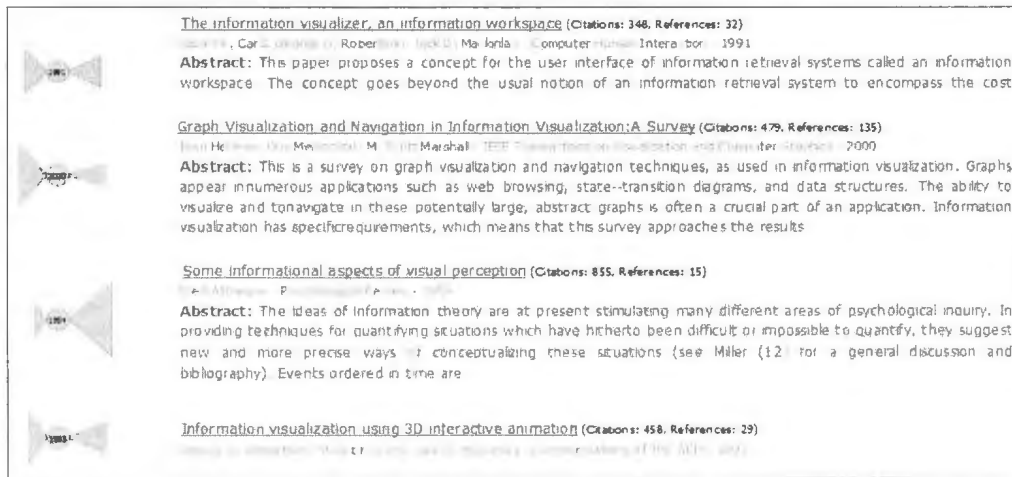 The information visualizer, an information workspace (Citations: 348, References: 32)
, Car Rober Ma Computer Intera 1991
Abstract: This paper proposes a concept for the user interface of information retrieval systems called an information
workspace The concept goes beyond the usual notion of an information retrieval system to encompass the cost
Graph Visualization and Navigation in Information Visualization:A Survey (Citations: 479, References: 135)
He M Marshall 2000
Abstract: This is a survey on graph visualization and navigation techniques, as used in information visualization. Graphs
appear innumerous applications such as web browsing, state--transition diagrams, and data structures. The ability to
visualize and tonavigate in these potentially large, abstract graphs is often a crucial part of an application. Information
visualization has specificrequirements, which means that this survey approaches the results
Some informational aspects of visual perception (Citations: 855, References: 15)
Abstract: The ideas of information theory are at present stimulating many different areas of psychological inquiry. In
providing techniques for quantifying situations which have hitherto been difficult or impossible to quantify, they suggest
new and more precise ways conceptualizing these situations (see Miller (12 for a general discussion and
bibliography) Events ordered in time are
Information visualization using 3D interactive animation (Citations: 458, References: 29)